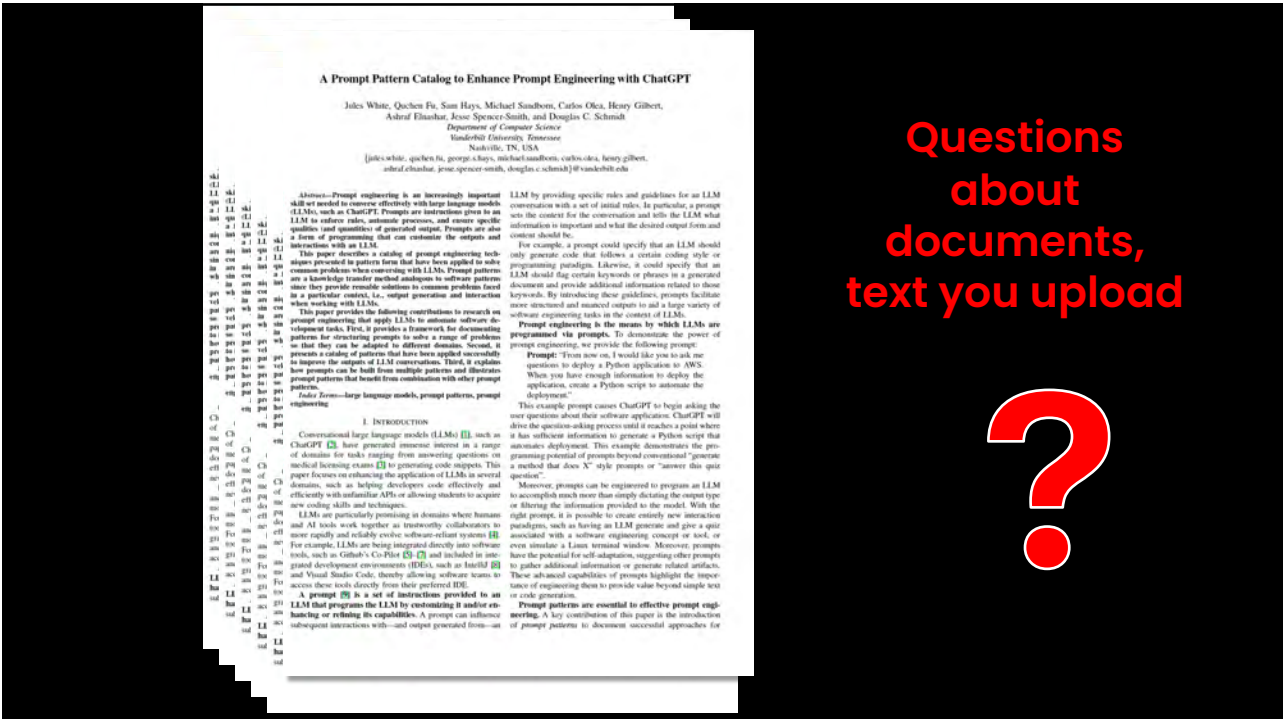 A Prompt Pattern Catalog to Enhance Prompt Engineering with ChatGPT
Jules White, Quchen Fu, Sam Hays, Michael Sandborn, Carlos Olea, Henry Gilbert,
Ashraf Elnashar, Jesse Spencer-Smith, and Douglas C. Schmidt
Department of Computer Science
Vanderbilt University, Tennessee
Nashville, TN, USA
{jules.white, quchen.fu, george.s.hays, michael.sandborn, carlos.olea, henry.gilbert,
ashraf.elnashar, jesse.spencer-smith, douglas.c.schmidt}@vanderbilt.edu
Abstract—Prompt engineering is an increasingly important
skill set needed to converse effectively with large language models
(LLMs), such as ChatGPT. Prompts are instructions given to an
LLM to enforce rules, automate processes, and ensure specific
qualities (and quantities) of generated output. Prompts are also
a form of programming that can customize the outputs and
interactions with an LLM.
This paper describes a catalog of prompt engineering tech-
niques presented in pattern form that have been applied to solve
common problems when conversing with LLMs. Prompt patterns
are a knowledge transfer method analogous to software patterns
since they provide reusable solutions to common problems faced
in a particular context, i.e., output generation and interaction
when working with LLMs.
This paper provides the following contributions to research on
prompt engineering that apply LLMs to automate software de-
velopment tasks. First, it provides a framework for documenting
patterns for structuring prompts to solve a range of problems
so that they can be adapted to different domains. Second, it
presents a catalog of patterns that have been applied successfully
to improve the outputs of LLM conversations. Third, it explains
how prompts can be built from multiple patterns and illustrates
prompt patterns that benefit from combination with other prompt
patterns.
Index Terms—large language models, prompt patterns, prompt
engineering
I. INTRODUCTION
Conversational large language models (LLMs) [1], such as
ChatGPT [2], have generated immense interest in a range
of domains for tasks ranging from answering questions on
medical licensing exams [3] to generating code snippets. This
paper focuses on enhancing the application of LLMs in several
domains, such as helping developers code effectively and
efficiently with unfamiliar APIs or allowing students to acquire
new coding skills and techniques.
LLMs are particularly promising in domains where humans
and AI tools work together as trustworthy collaborators to
more rapidly and reliably evolve software-reliant systems [4].
For example, LLMs are being integrated directly into software
tools, such as Github's Co-Pilot [5]–[7] and included in inte-
grated development environments (IDEs), such as IntelliJ [8]
and Visual Studio Code, thereby allowing software teams to
access these tools directly from their preferred IDE.
A prompt [9] is a set of instructions provided to an
LLM that programs the LLM by customizing it and/or en-
hancing or refining its capabilities. A prompt can influence
subsequent interactions with—and output generated from—an
LLM by providing specific rules and guidelines for an LLM
conversation with a set of initial rules. In particular, a prompt
sets the context for the conversation and tells the LLM what
information is important and what the desired output form and
content should be.
For example, a prompt could specify that an LLM should
only generate code that follows a certain coding style or
programming paradigm. Likewise, it could specify that an
LLM should flag certain keywords or phrases in a generated
document and provide additional information related to those
keywords. By introducing these guidelines, prompts facilitate
more structured and nuanced outputs to aid a large variety of
software engineering tasks in the context of LLMs.
Prompt engineering is the means by which LLMs are
programmed via prompts. To demonstrate the power of
prompt engineering, we provide the following prompt:
Prompt: "From now on, I would like you to ask me
questions to deploy a Python application to AWS.
When you have enough information to deploy the
application, create a Python script to automate the
deployment."
This example prompt causes ChatGPT to begin asking the
user questions about their software application. ChatGPT will
drive the question-asking process until it reaches a point where
it has sufficient information to generate a Python script that
automates deployment. This example demonstrates the pro-
gramming potential of prompts beyond conventional "generate
a method that does X" style prompts or "answer this quiz
question".
Moreover, prompts can be engineered to program an LLM
to accomplish much more than simply dictating the output type
or filtering the information provided to the model. With the
right prompt, it is possible to create entirely new interaction
paradigms, such as having an LLM generate and give a quiz
associated with a software engineering concept or tool, or
even simulate a Linux terminal window. Moreover, prompts
have the potential for self-adaptation, suggesting other prompts
to gather additional information or generate related artifacts.
These advanced capabilities of prompts highlight the impor-
tance of engineering them to provide value beyond simple text
or code generation.
Prompt patterns are essential to effective prompt engi-
neering. A key contribution of this paper is the introduction
of prompt patterns to document successful approaches for
Questions
about
documents,
text you upload
?